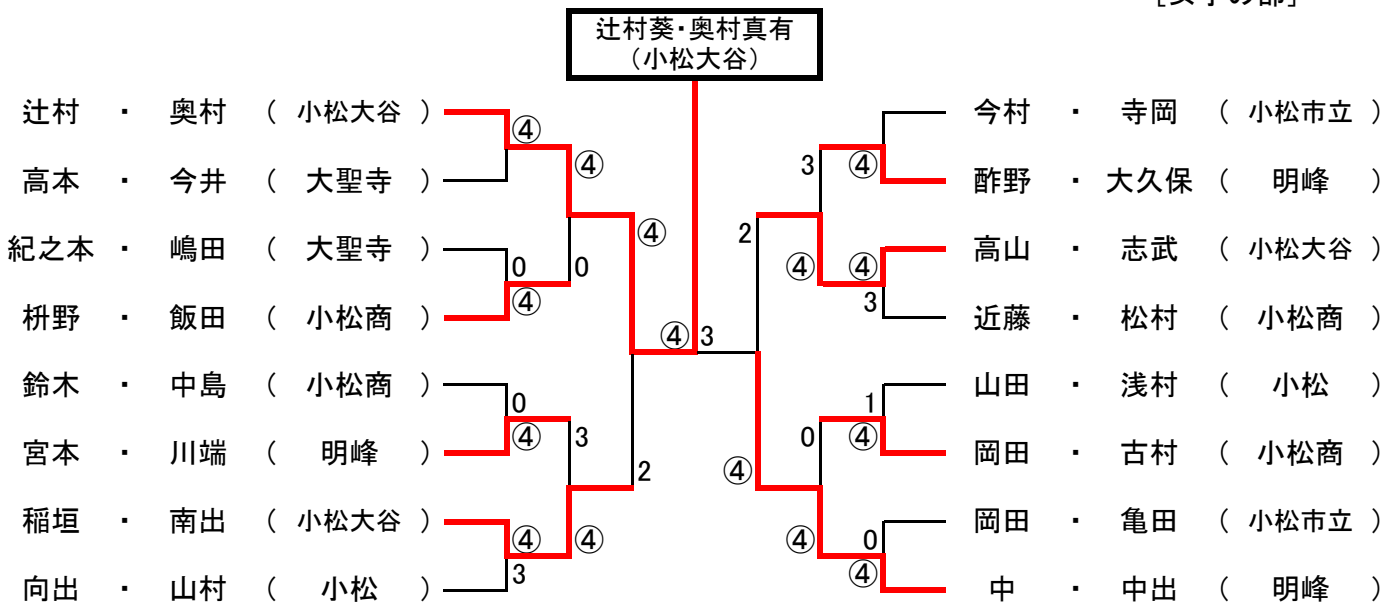 辻村葵・奥村真有
（小松大谷）
辻村 ・ 奥村 （ 小松大谷 ）
高本 ・ 今井 （ 大聖寺 ）
紀之本 ・ 嶋田 （ 大聖寺 ）
枡野 ・ 飯田 （ 小松商 ）
鈴木 ・ 中島 （ 小松商 ）
宮本 ・ 川端 （ 明峰 ）
稲垣 ・ 南出 （ 小松大谷 ）
向出 ・ 山村 （ 小松 ）
④
④
0
④
0
④
0
④
3
④
3
④
2
④
3
2
④
3
④
④
④
3
④
0
1
④
④
0
④
今村 ・ 寺岡 （ 小松市立 ）
酢野 ・ 大久保 （ 明峰 ）
高山 ・ 志武 （ 小松大谷 ）
近藤 ・ 松村 （ 小松商 ）
山田 ・ 浅村 （ 小松 ）
岡田 ・ 古村 （ 小松商 ）
岡田 ・ 亀田 （ 小松市立 ）
中 ・ 中出 （ 明峰 ）